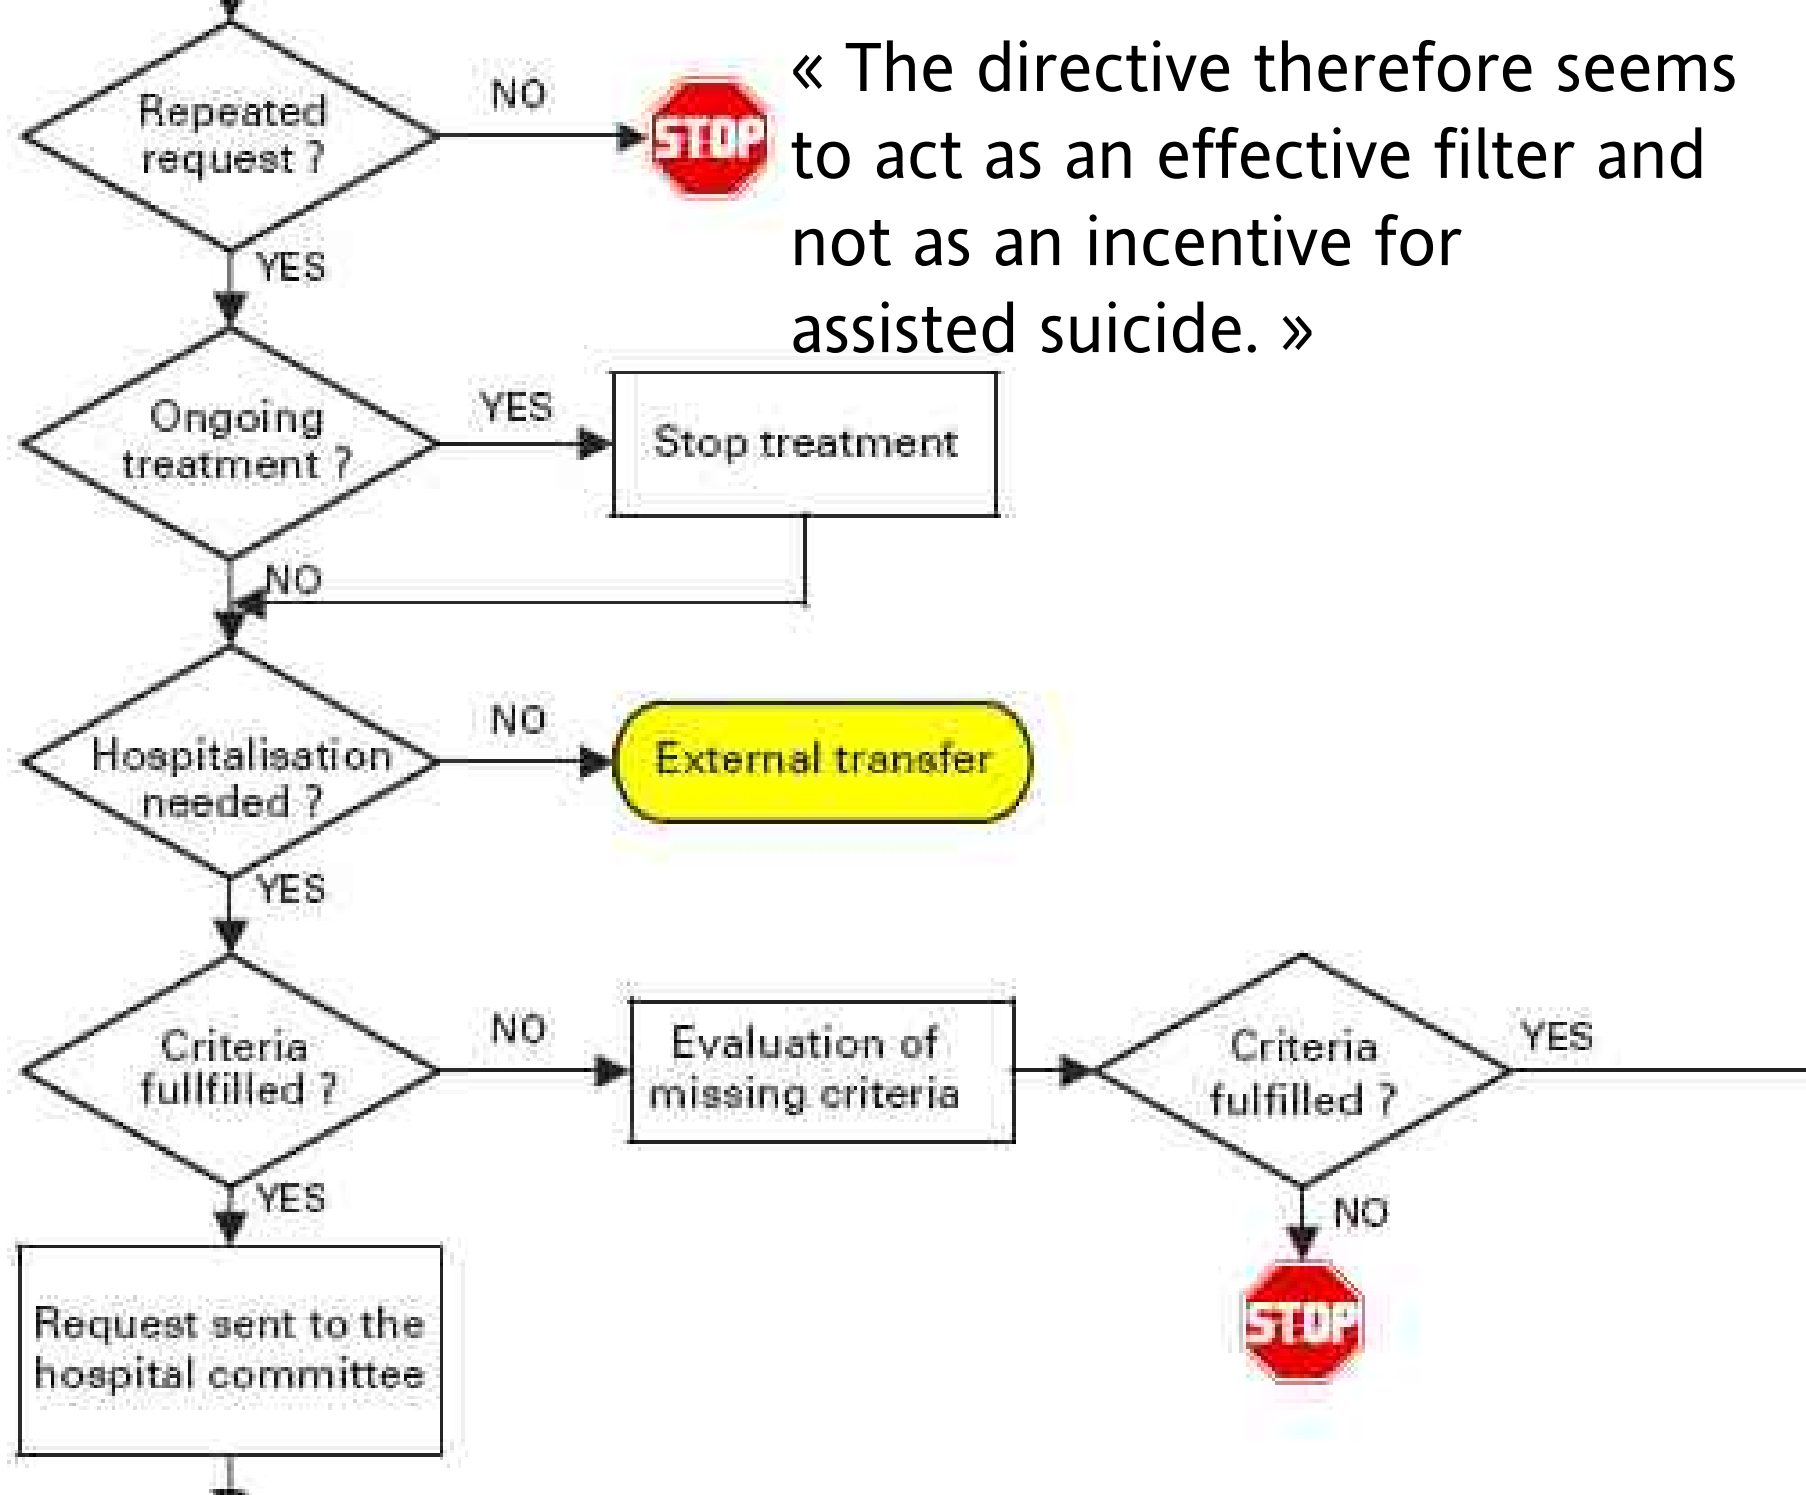 « The directive therefore seems
to act as an effective filter and
not as an incentive for
assisted suicide. »
Repeated
request ?
NO
STOP
YES
Ongoing
treatment ?
YES
Stop treatment
NO
Hospitalisation
needed ?
NO
External transfer
YES
Criteria
fullfilled ?
NO
Evaluation of
missing criteria
Criteria
fulfilled ?
YES
NO
STOP
YES
Request sent to the
hospital committee